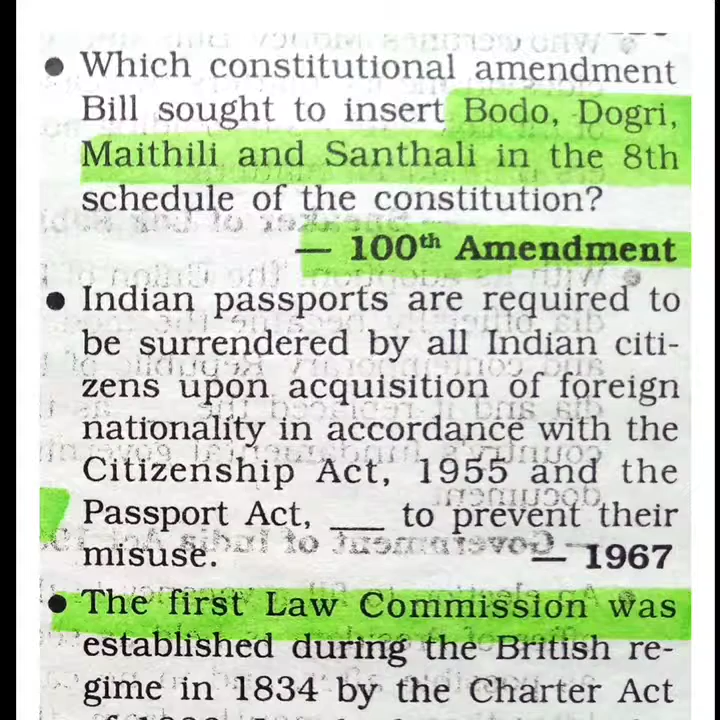 • Which constitutional amendment
Bill sought to insert Bodo, Dogri,
Maithili and Santhali in the 8th
schedule of the constitution?
— 100th Amendment
• Indian passports are required to
be surrendered by all Indian citi-
zens upon acquisition of foreign
nationality in accordance with the
Citizenship Act, 1955 and the
Passport Act, ___ to prevent their
misuse. — 1967
• The first Law Commission was
established during the British re-
gime in 1834 by the Charter Act